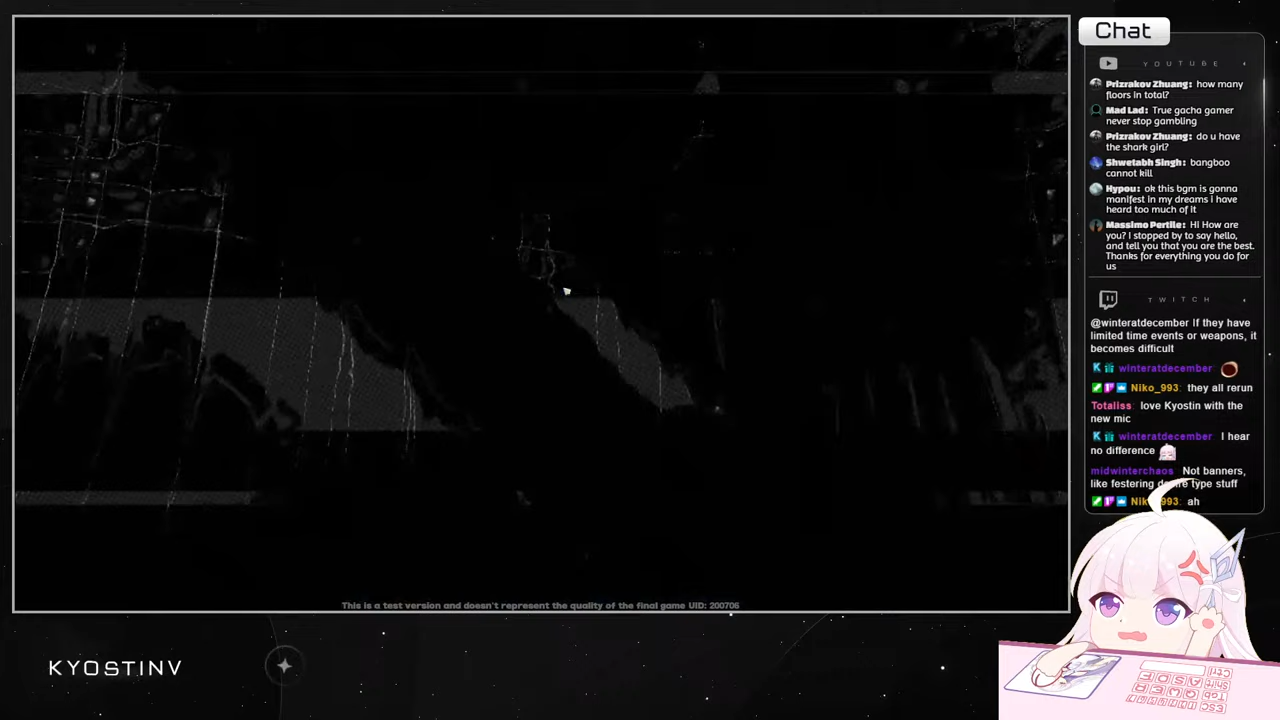 Chat
YOUTUBE
Prizrakov Zhuang: how many
floors in total?
Mad Lad: True gacha gamer
never stop gambling
Prizrakov Zhuang: do u have
the shark girl?
Shwetabh Singh: bangboo
cannot kill
Hypou: ok this bgm is gonna
manifest in my dreams i have
heard too much of it
Massimo Pertile: HI How are
you? I stopped by to say hello,
and tell you that you are the best.
Thanks for everything you do for
us
TWITCH
@winteratdecember If they have
limited time events or weapons, it
becomes difficult
winteratdecember
Niko_993: they all rerun
Totaliss: love Kyostin with the
new mic
winteratdecember I hear
no difference
midwinterchaos Not banners,
like festering desire type stuff
Niko_993: ah
This is a test version and doesn't represent the quality of the final game UID: 200706
KYOSTINV